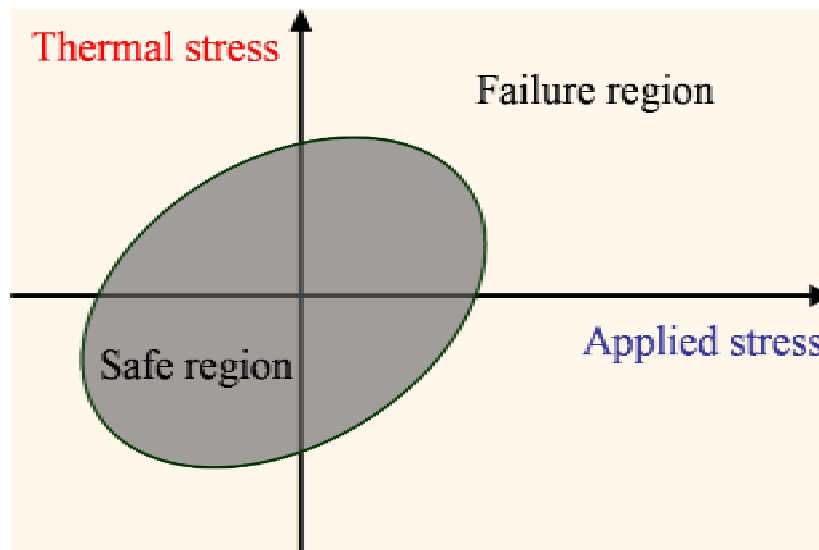 Thermal stress
Failure region
Applied stress
Safe region